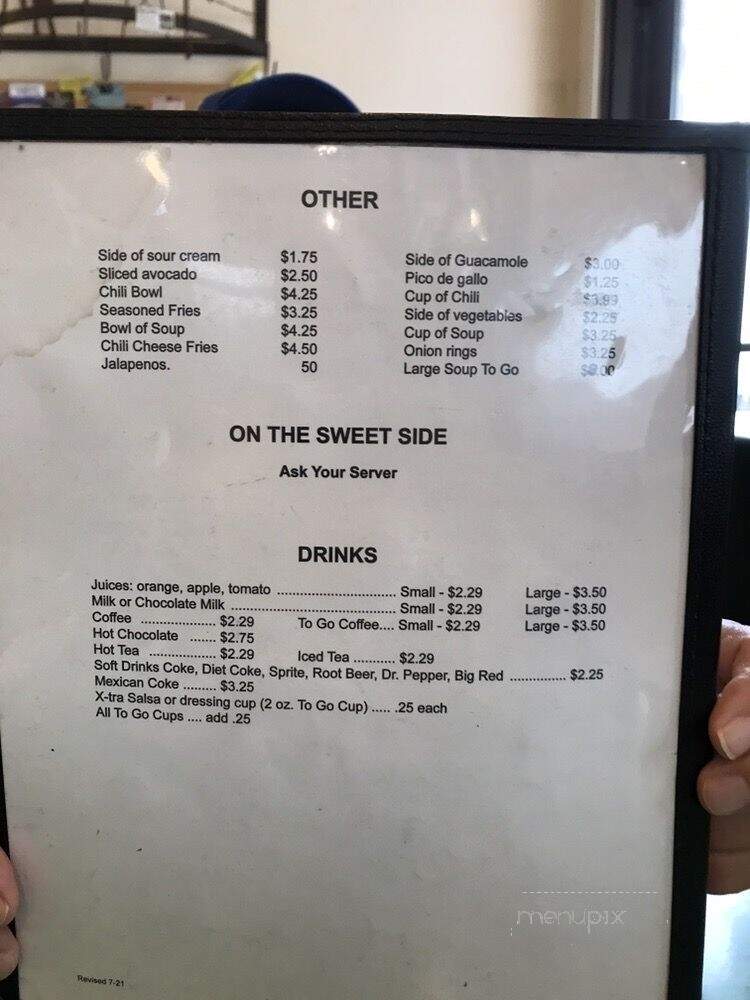 OTHER
Side of sour cream $1.75 Side of Guacamole $3.00
Sliced avocado $2.50 Pico de gallo $1.25
Chili Bowl $4.25 Cup of Chili $3.99
Seasoned Fries $3.25 Side of vegetables $2.25
Bowl of Soup $4.25 Cup of Soup $3.25
Chili Cheese Fries $4.50 Onion rings $3.25
Jalapenos. 50 Large Soup To Go
ON THE SWEET SIDE
Ask Your Server
DRINKS
Juices: orange, apple, tomato .............................. Small - $2.29 Large - $3.50
Milk or Chocolate Milk .......................................... Small - $2.29 Large - $3.50
Coffee ................... $2.29 To Go Coffee.... Small - $2.29 Large - $3.50
Hot Chocolate ....... $2.75
Hot Tea ................. $2.29 Iced Tea ........... $2.29
Soft Drinks Coke, Diet Coke, Sprite, Root Beer, Dr. Pepper, Big Red .............. $2.25
Mexican Coke ......... $3.25
X-tra Salsa or dressing cup (2 oz. To Go Cup) ..... .25 each
All To Go Cups .... add .25
menupix
Revised 7-21